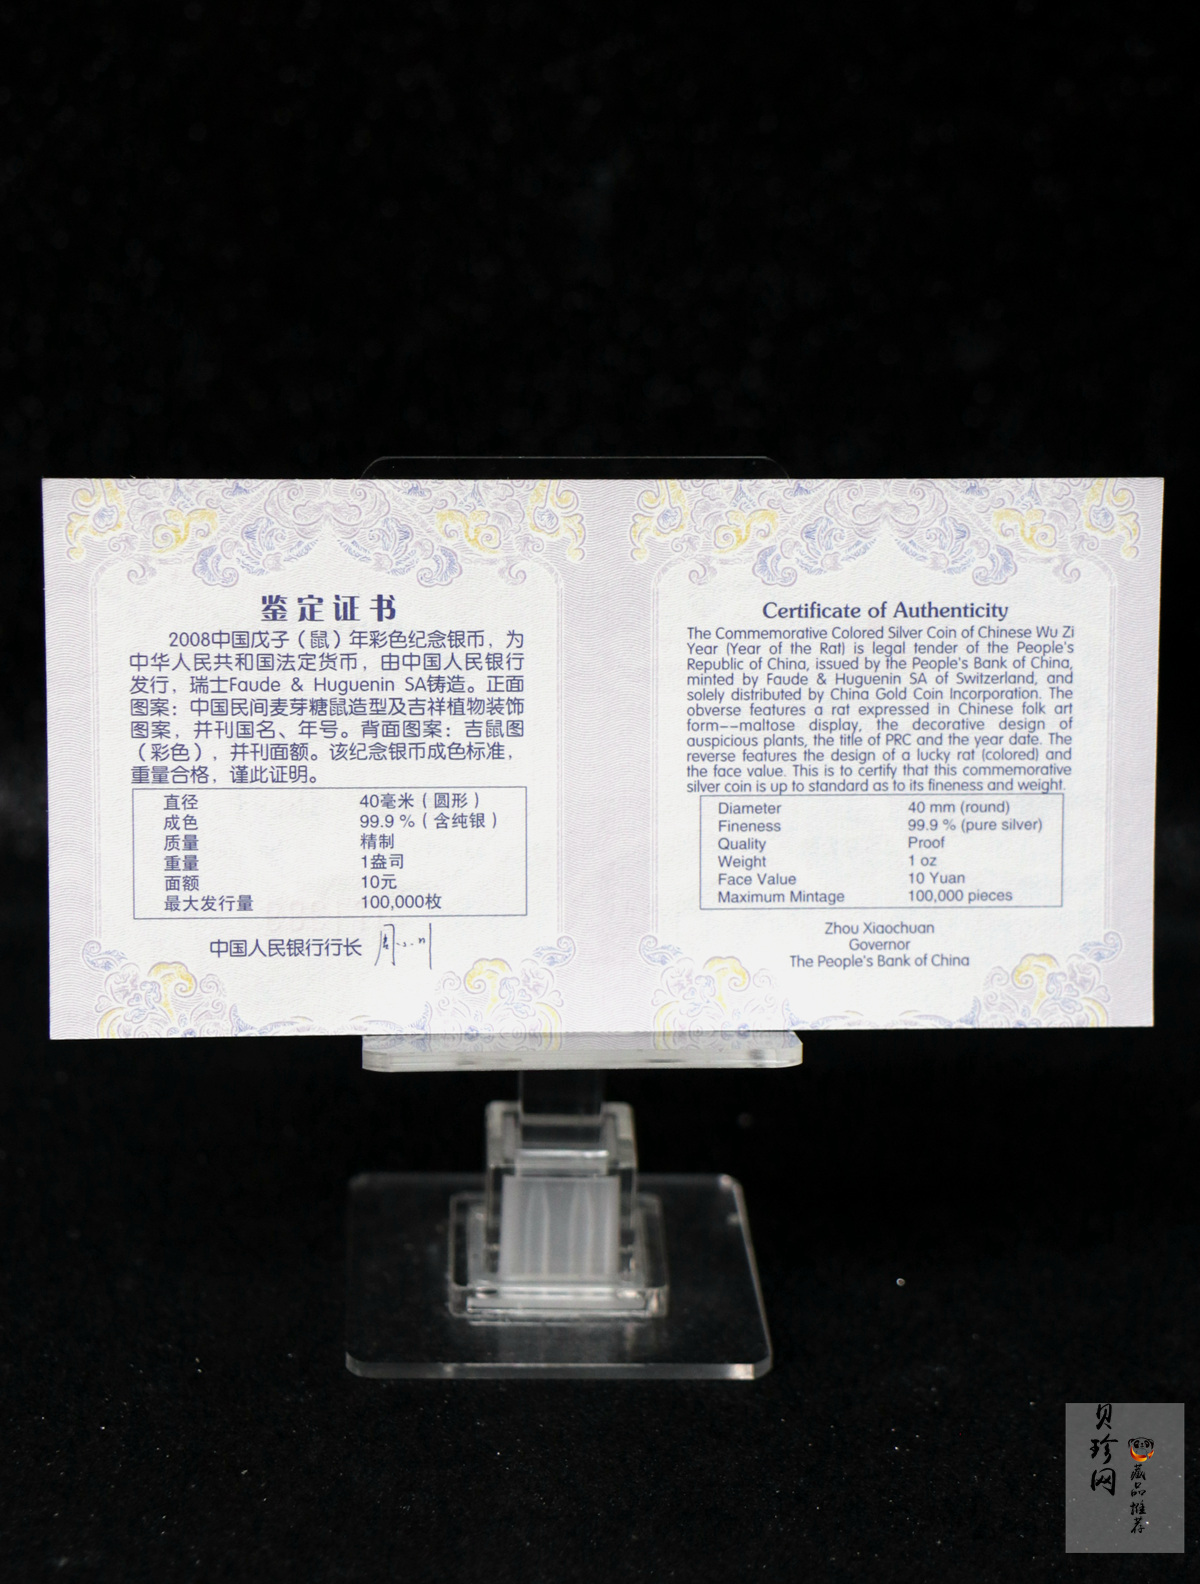 鉴定证书
2008中国戊子（鼠）年彩色纪念银币，为
中华人民共和国法定货币，由中国人民银行
发行，瑞士Faude & Huguenin SA铸造。正面
图案：中国民间麦芽糖鼠造型及吉祥植物装饰
图案，并刊国名、年号。背面图案：吉鼠图
（彩色），并刊面额。该纪念银币成色标准，
重量合格，谨此证明。
直径 40毫米（圆形）
成色 99.9％（含纯银）
质量 精制
重量 1盎司
面额 10元
最大发行量 100,000枚
中国人民银行行长
Certificate of Authenticity
The Commemorative Colored Silver Coin of Chinese Wu Zi
Year (Year of the Rat) is legal tender of the People's
Republic of China, issued by the People's Bank of China,
minted by Faude & Huguenin SA of Switzerland, and
solely distributed by China Gold Coin Incorporation. The
obverse features a rat expressed in Chinese folk art
form--maltose display, the decorative design of
auspicious plants, the title of PRC and the year date. The
reverse features the design of a lucky rat (colored) and
the face value. This is to certify that this commemorative
silver coin is up to standard as to its fineness and weight.
Diameter 40 mm (round)
Fineness 99.9 % (pure silver)
Quality Proof
Weight 1 oz
Face Value 10 Yuan
Maximum Mintage 100,000 pieces
Zhou Xiaochuan
Governor
The People's Bank of China
贝珍网
藏品推荐